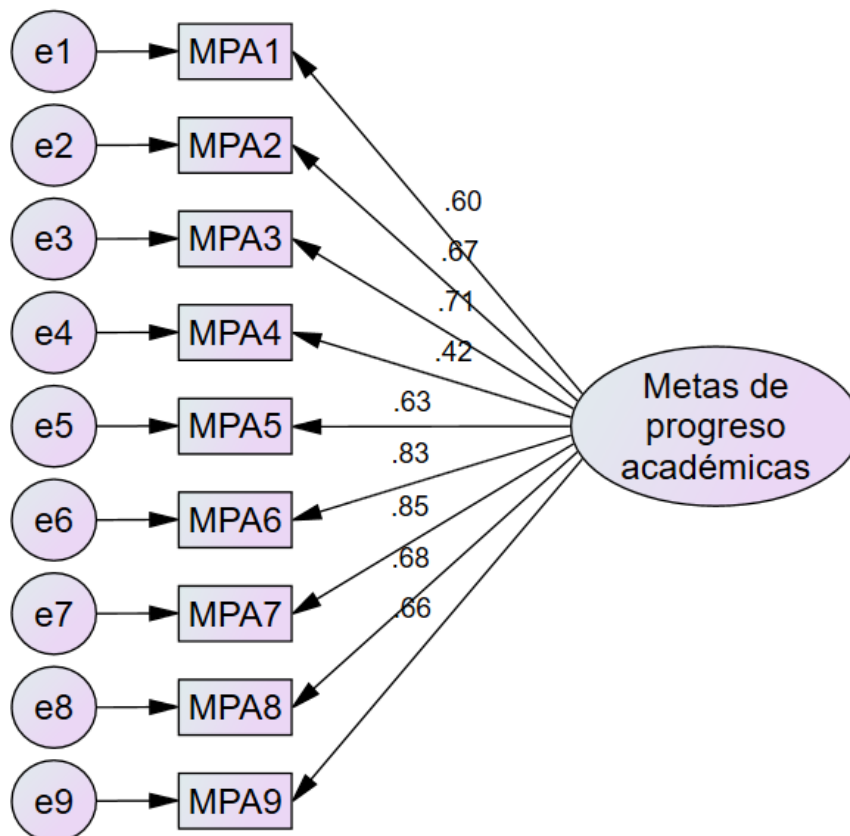 e1 MPA1
e2 MPA2
e3 MPA3
e4 MPA4
e5 MPA5
e6 MPA6
e7 MPA7
e8 MPA8
e9 MPA9
.60
.67
.71
.42
.63
.83
.85
.68
.66
Metas de
progreso
académicas